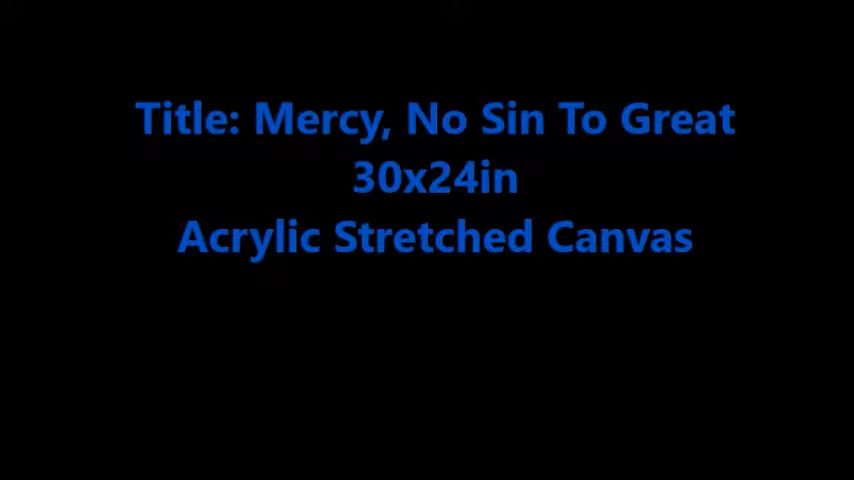 Title: Mercy, No Sin To Great
30x24in
Acrylic Stretched Canvas